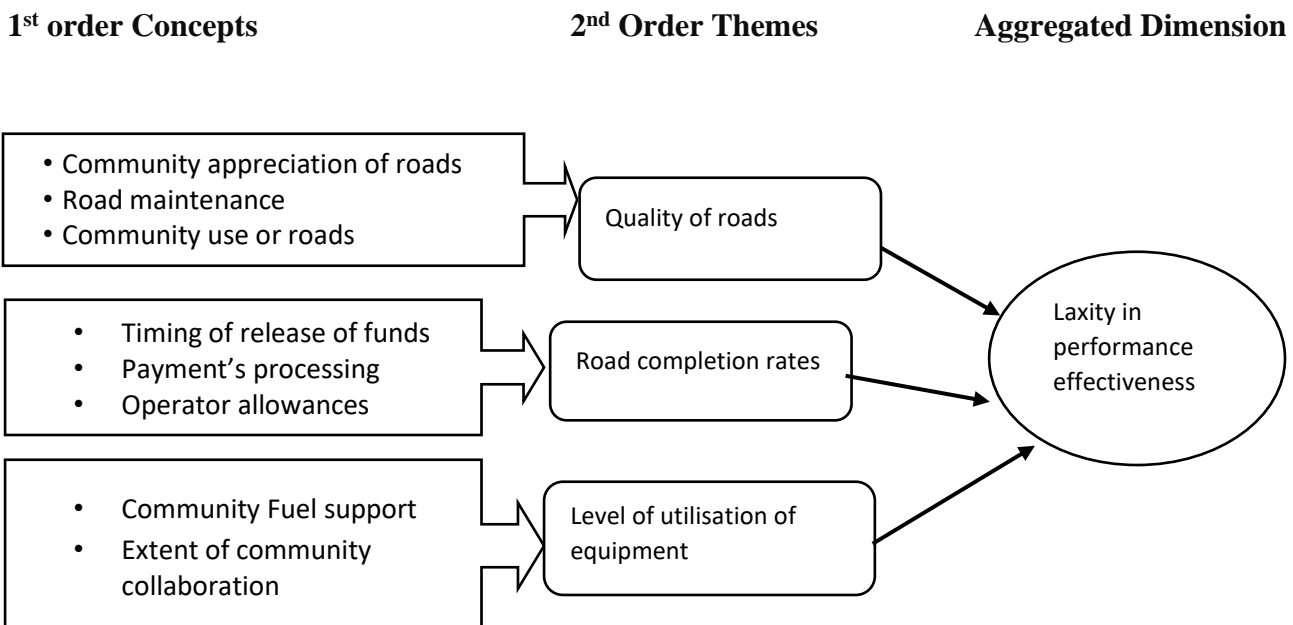 1st order Concepts
2nd Order Themes
Aggregated Dimension
• Community appreciation of roads
• Road maintenance
• Community use or roads
Quality of roads
• Timing of release of funds
• Payment’s processing
• Operator allowances
Road completion rates
• Community Fuel support
• Extent of community
collaboration
Level of utilisation of
equipment
Laxity in
performance
effectiveness